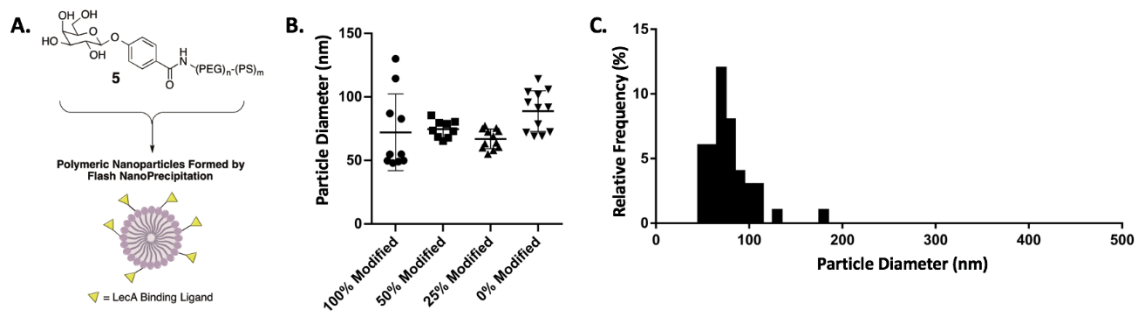 A.
OH
OH
HO
OH
O
O
H
N
(PEG)n-(PS)m
O
5
Polymeric Nanoparticles Formed by
Flash NanoPrecipitation
= LecA Binding Ligand
B.
Particle Diameter (nm)
150
100
50
0
100% Modified
50% Modified
25% Modified
0% Modified
C.
Relative Frequency (%)
15
10
5
0
0
100
200
300
400
500
Particle Diameter (nm)